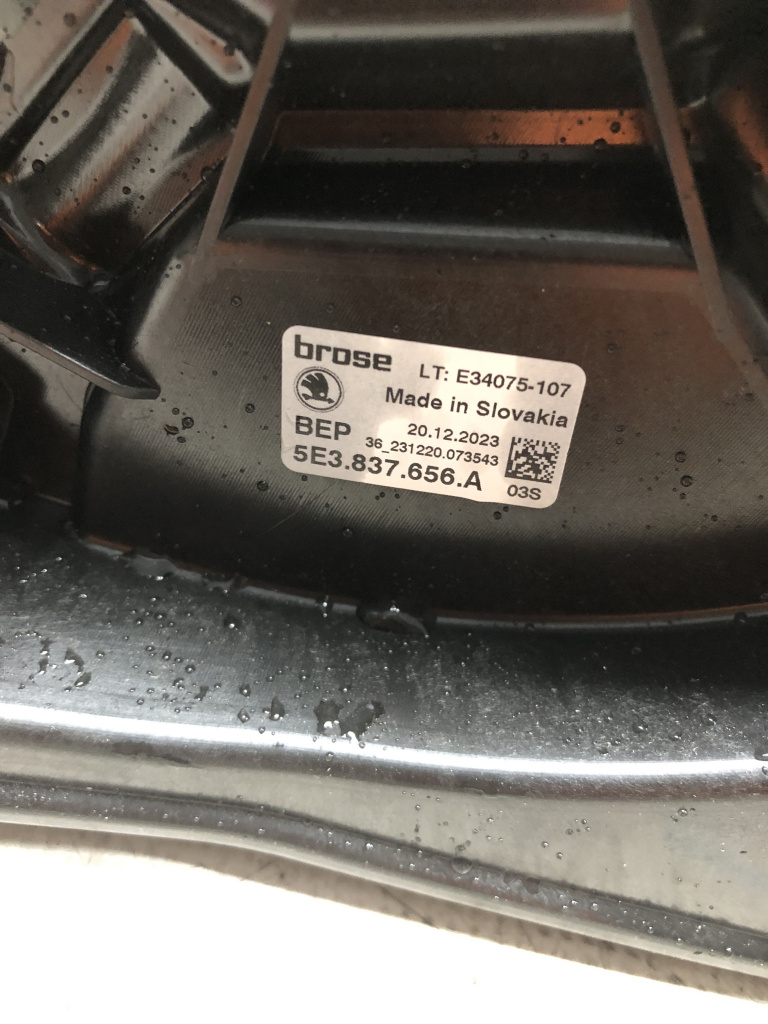 brose
LT: E34075-107
Made in Slovakia
BEP
20.12.2023
36_231220.073543
5E3.837.656.A
03S